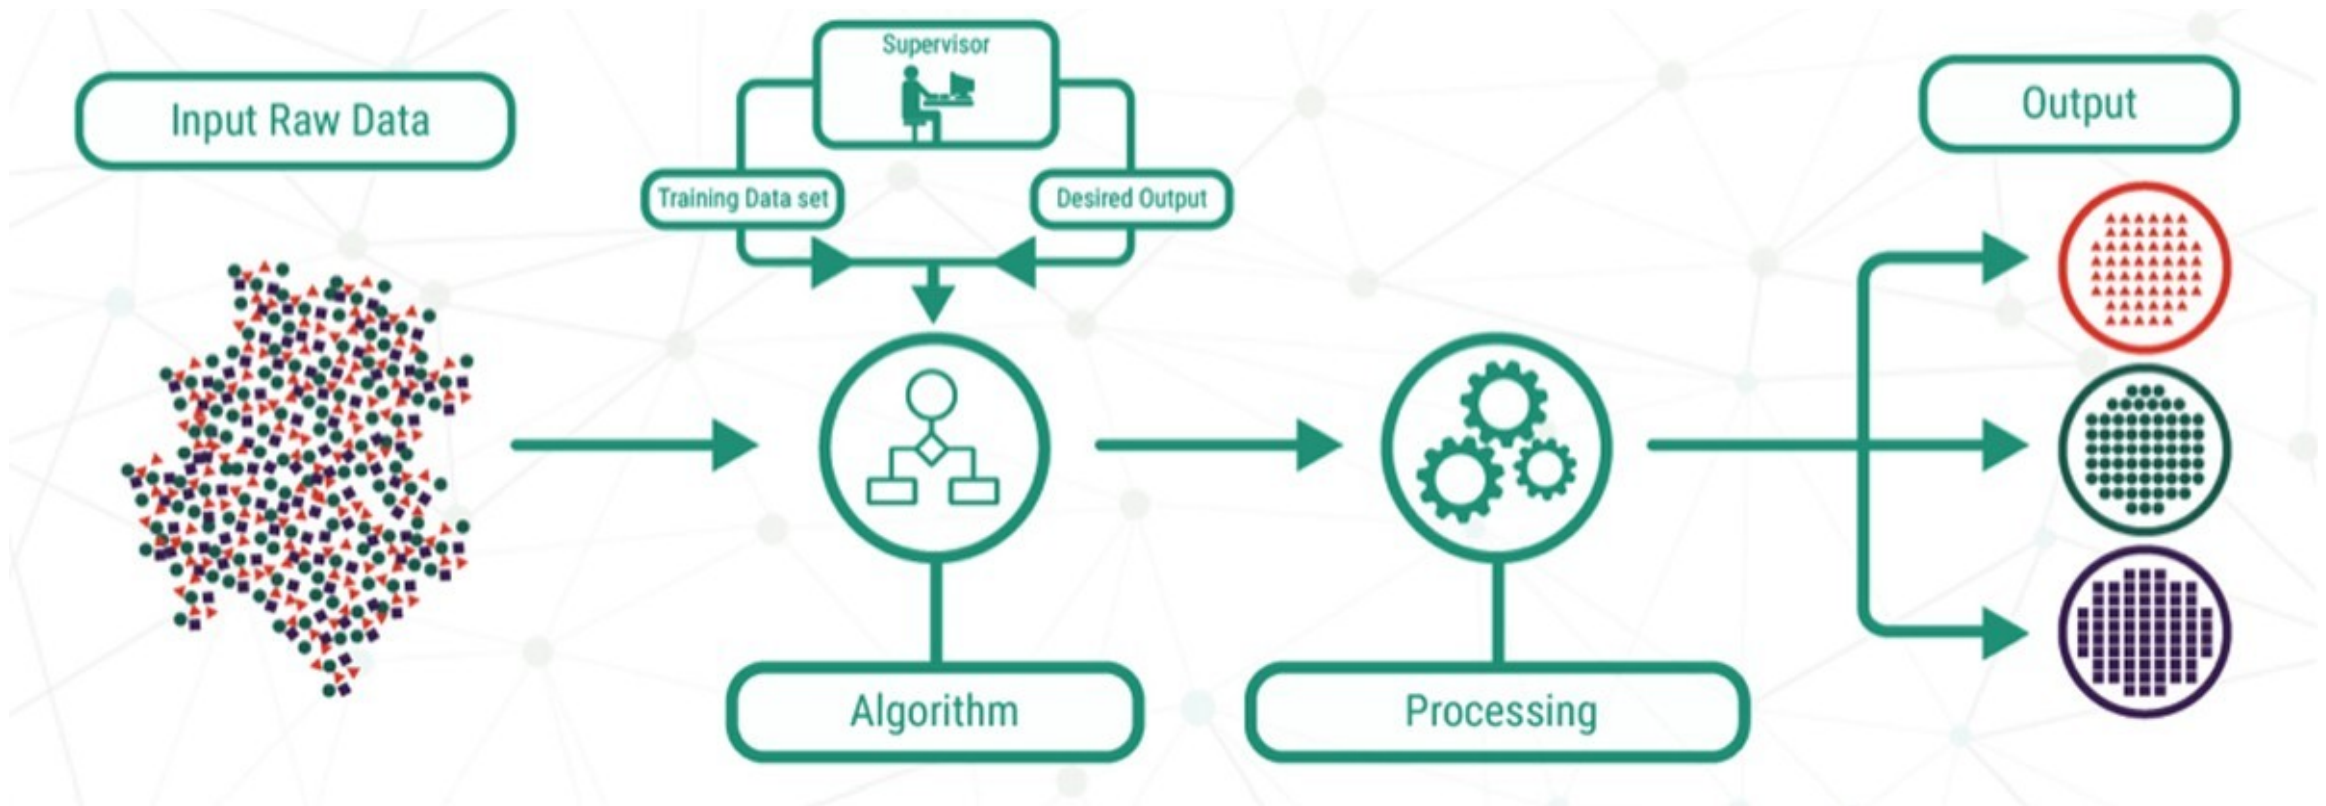 Input Raw Data
Supervisor
Training Data set
Desired Output
Algorithm
Processing
Output